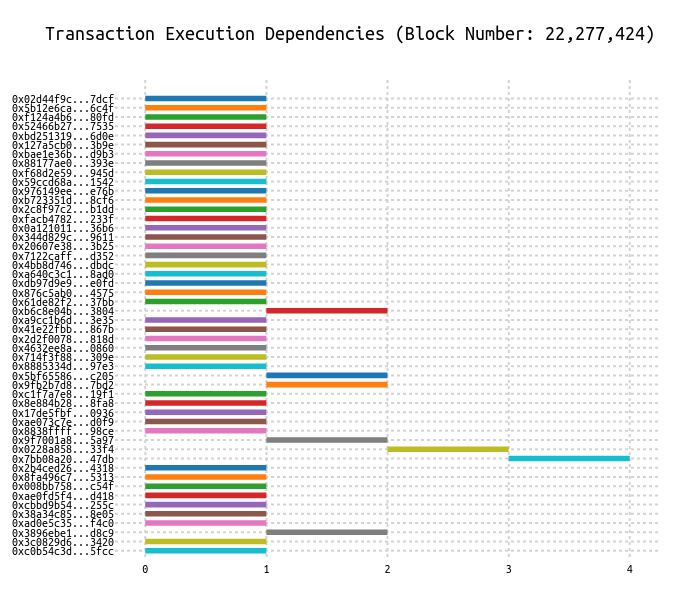 Transaction Execution Dependencies (Block Number: 22,277,424)
0x02d44f9c...7dcf
0x5b12e6ca...6c4f
0xf124a4b6...80fd
0x52466b27...7535
0xbd251319...6d0e
0x127a5cb0...3b9e
0xbae1e36b...d9b3
0x88177ae0...393e
0xf68d2e59...945d
0x59ccd68a...1542
0x976149ee...e76b
0xb723351d...8cf6
0x2c8f97c2...b1dd
0xfacb4782...233f
0x0a121011...36b6
0x344d829c...9611
0x20607e38...3b25
0x7122caff...d352
0x4bb8d746...dbdc
0xa640c3c1...8ad0
0xdb97d9e9...e0fd
0x876c5ab0...4575
0x61de82f2...37bb
0xb6c8e04b...3804
0xa9cc1b6d...3e35
0x41e22fbb...867b
0x2d2f0078...818d
0x4632ee8a...0860
0x714f3f88...309e
0x8885334d...97e3
0x5bf65586...c205
0x9fb2b7d8...7bd2
0xc1f7a7e8...19f1
0x8e884b28...8fa8
0x17de5fbf...0936
0xae073c7e...d0f9
0x8838ffff...98ce
0x9f7001a8...5a97
0x0228a858...33f4
0x7bb08a20...47db
0x2b4ced26...4318
0x8fa496c7...5313
0x008bb758...c54f
0xae0fd5f4...d418
0xcbbd9b54...255c
0x38a34c85...8e05
0xad0e5c35...f4c0
0x3896ebe1...d8c9
0x3c0829d6...3420
0xc0b54c3d...5fcc
0 1 2 3 4